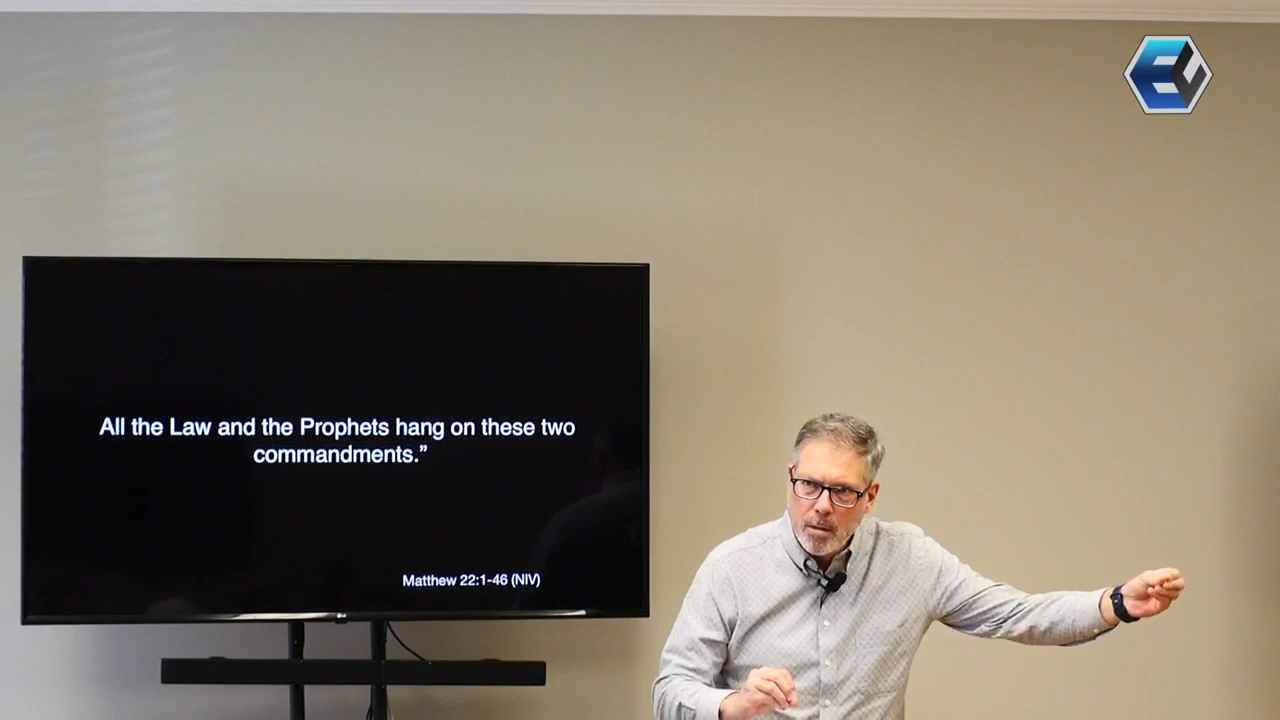 All the Law and the Prophets hang on these two
commandments.”
Matthew 22:1-46 (NIV)